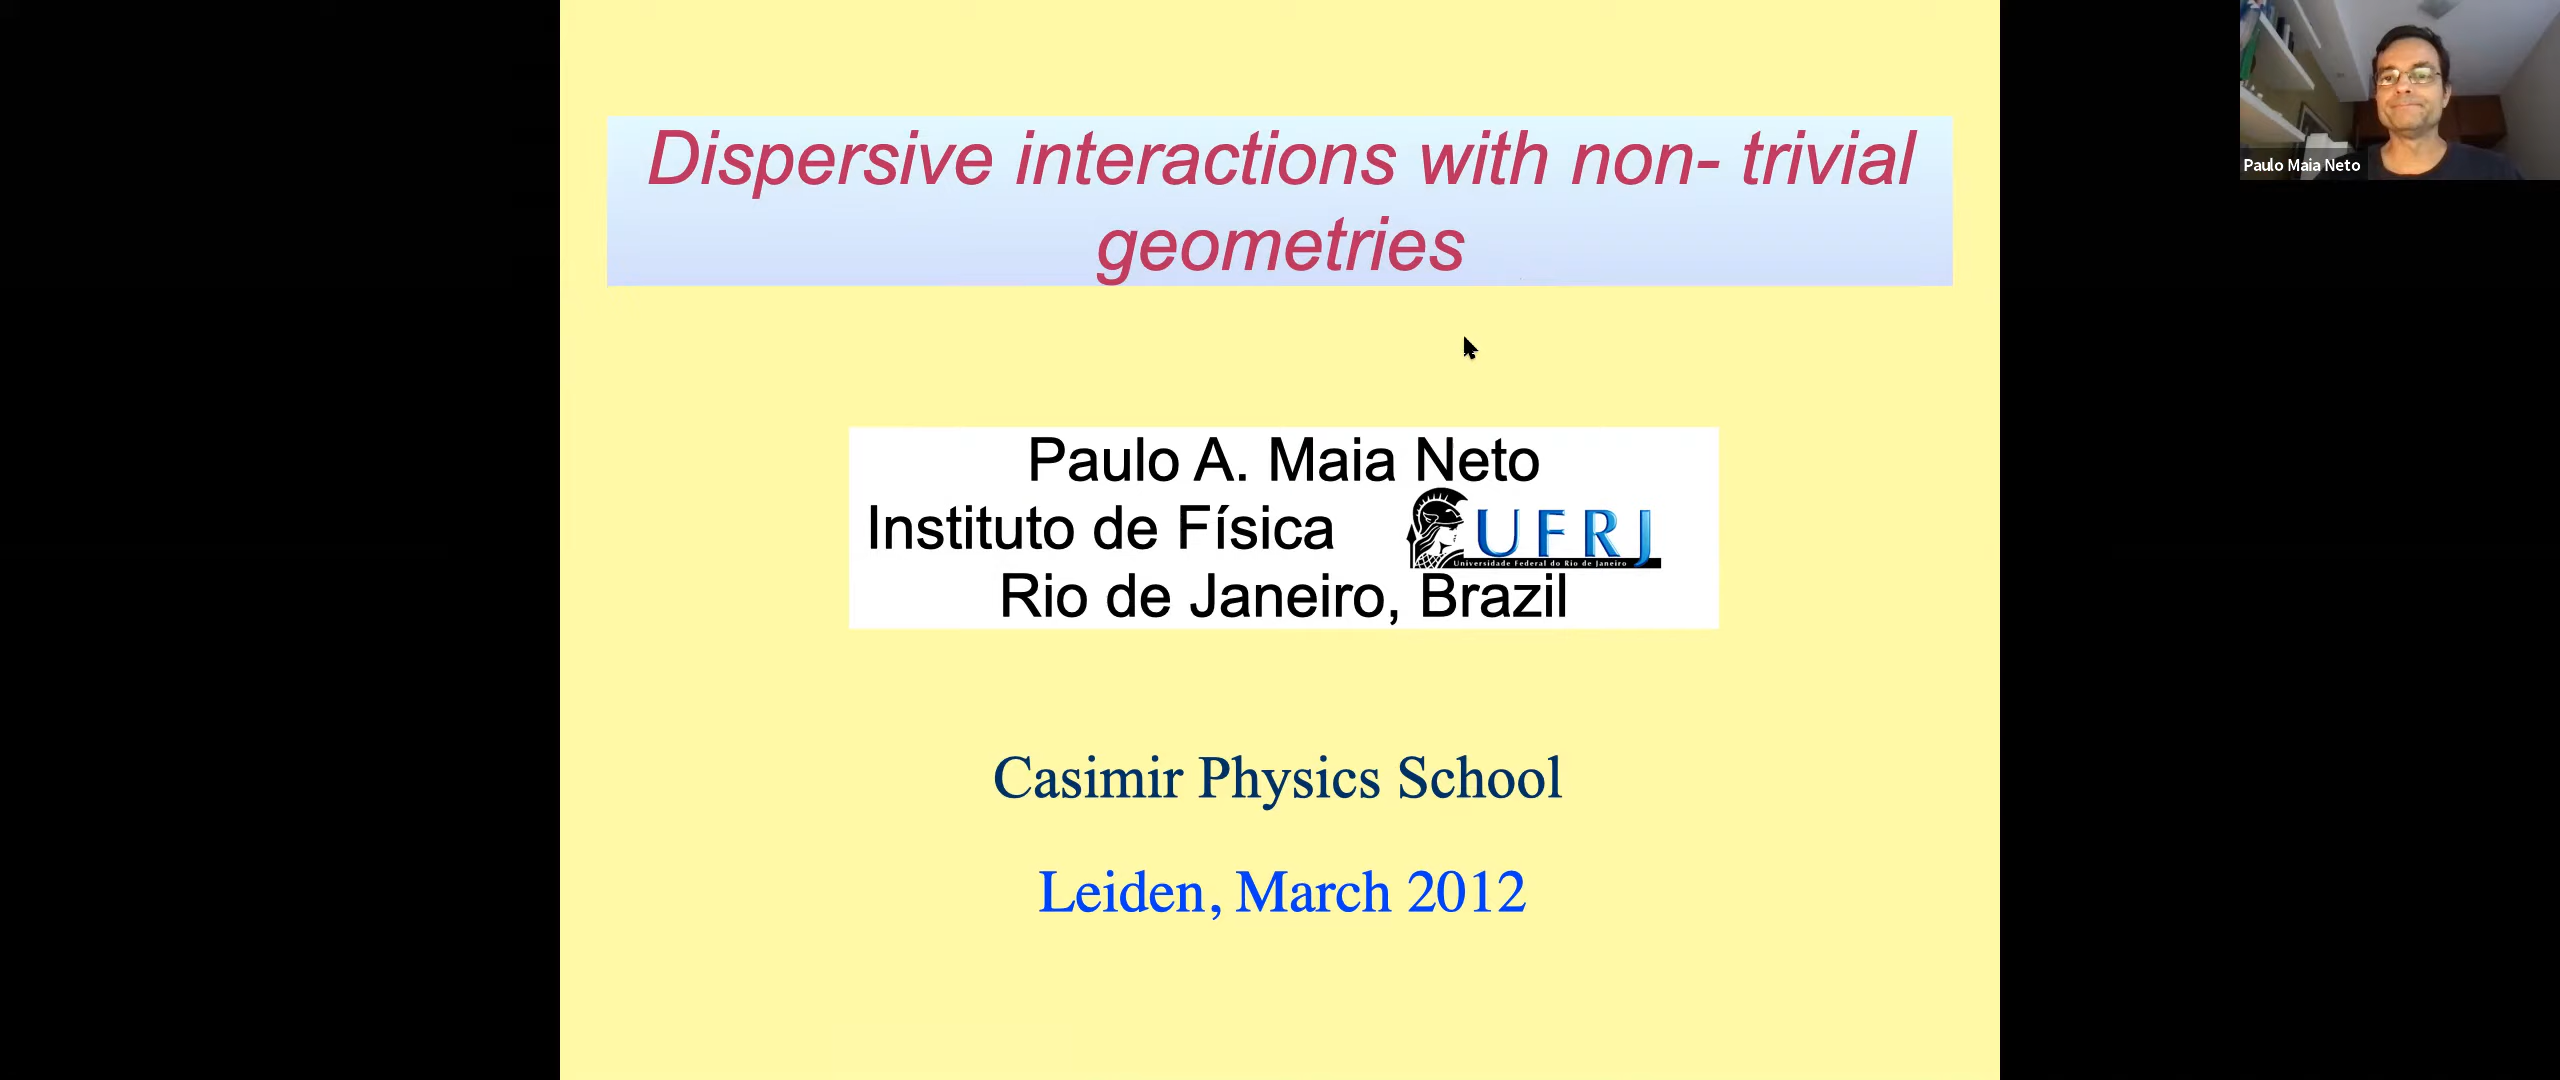 Dispersive interactions with non- trivial
geometries
Paulo A. Maia Neto
Instituto de Física
UFRJ
Universidade Federal do Rio de Janeiro
Rio de Janeiro, Brazil
Casimir Physics School
Leiden, March 2012
Paulo Maia Neto